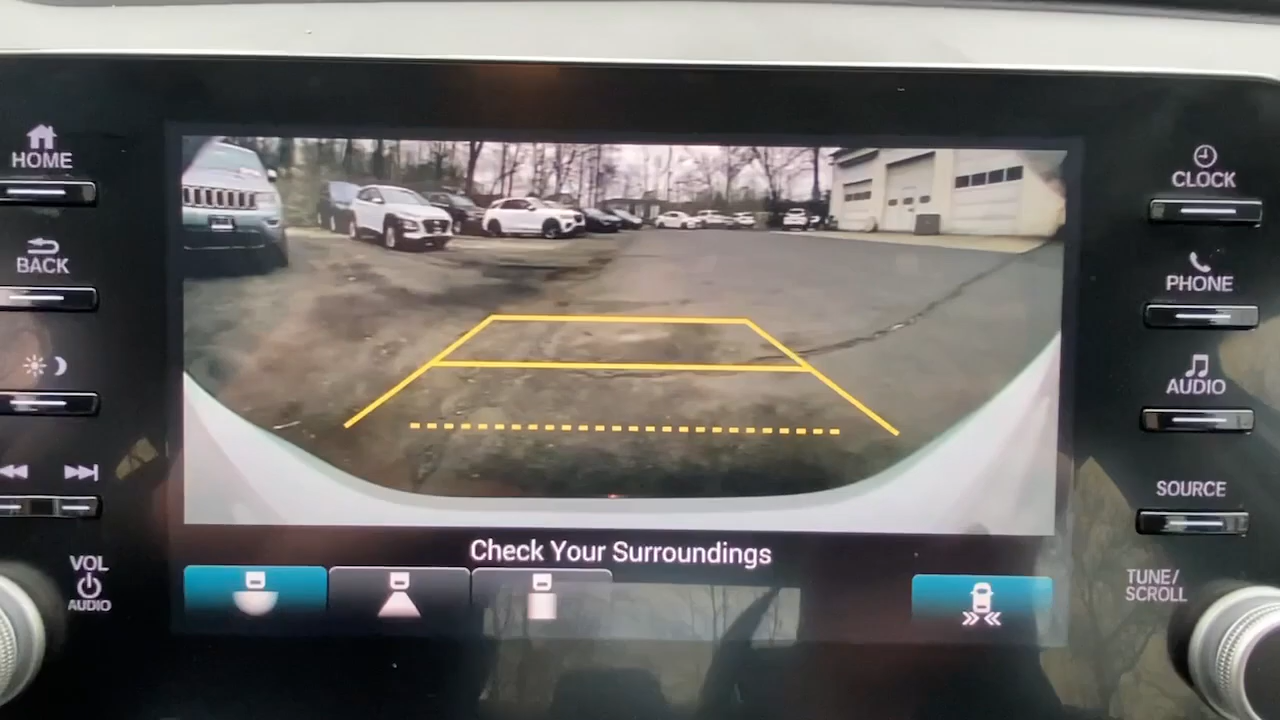 HOME
BACK
VOL
AUDIO
Check Your Surroundings
CLOCK
PHONE
AUDIO
SOURCE
TUNE/
SCROLL